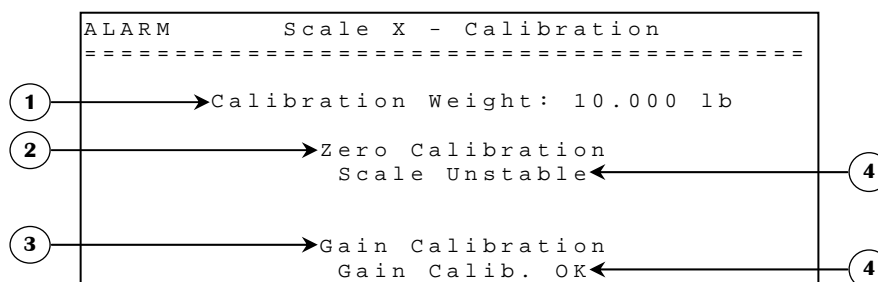 ALARM Scale X - Calibration
========================================
1 Calibration Weight: 10.000 lb
2 Zero Calibration
Scale Unstable 4
3 Gain Calibration
Gain Calib. OK 4